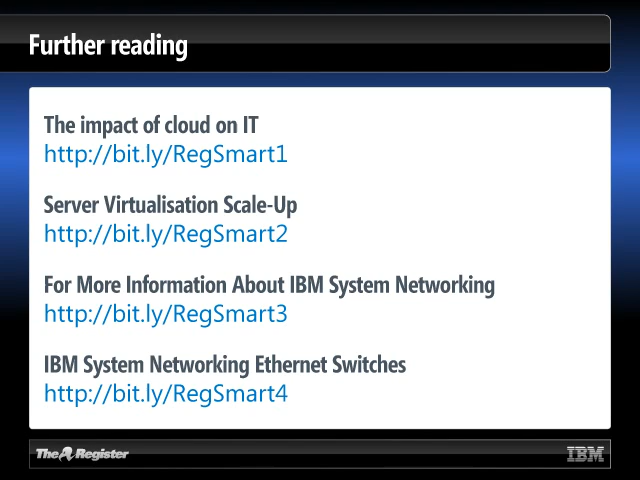 Further reading
The impact of cloud on IT
http://bit.ly/RegSmart1
Server Virtualisation Scale-Up
http://bit.ly/RegSmart2
For More Information About IBM System Networking
http://bit.ly/RegSmart3
IBM System Networking Ethernet Switches
http://bit.ly/RegSmart4
The Register
IBM